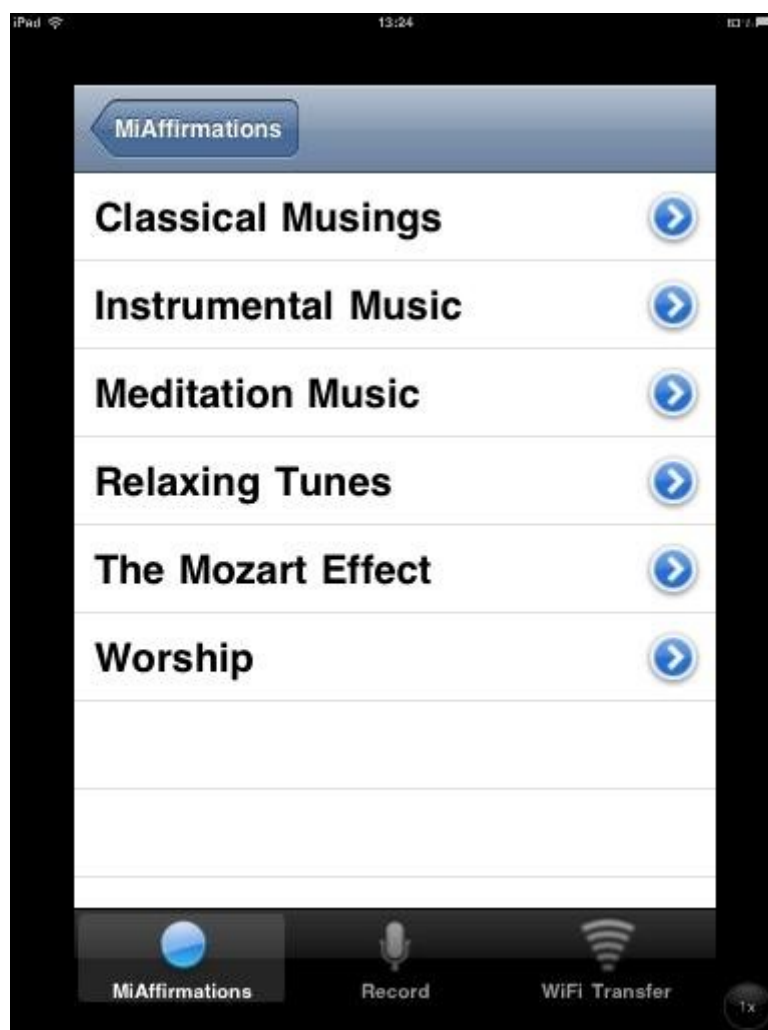 iPad
13:24
MiAffirmations
Classical Musings
Instrumental Music
Meditation Music
Relaxing Tunes
The Mozart Effect
Worship
MiAffirmations
Record
WiFi Transfer
1x